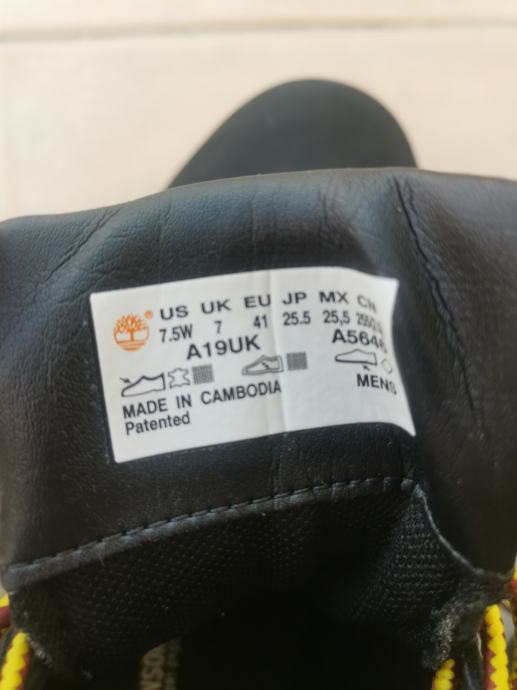 US UK EU JP MX CN
7.5W 7 41 25.5 25,5
A19UK
MADE IN CAMBODIA
MENS
Patented